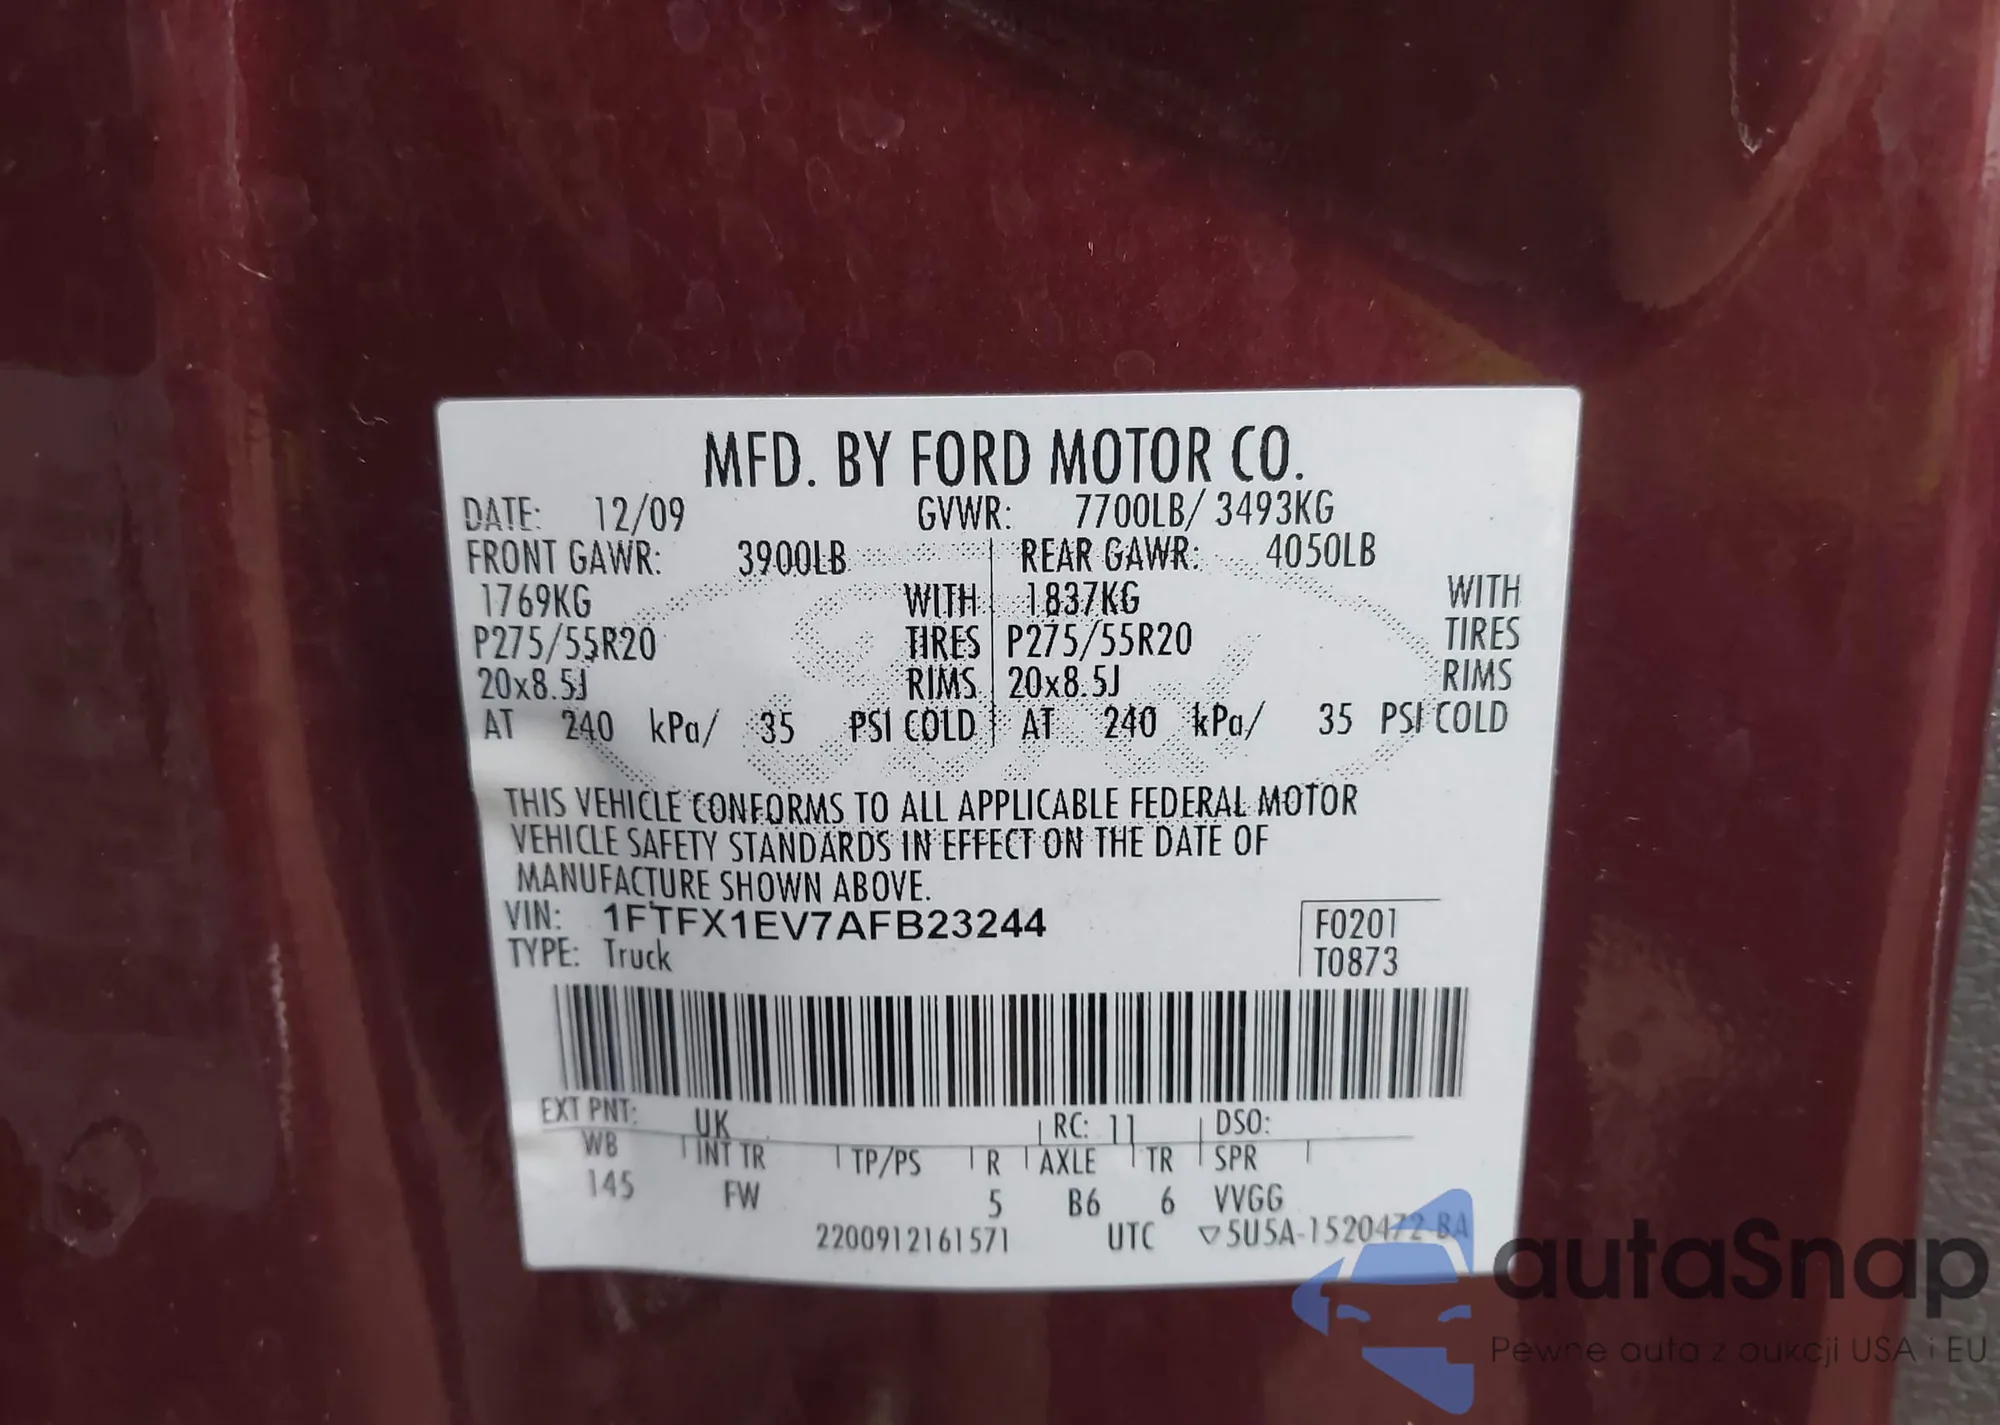 MFD. BY FORD MOTOR CO.
DATE: 12/09 GVWR: 7700LB/ 3493KG
FRONT GAWR: 3900LB REAR GAWR: 4050LB
1769KG WITH 1837KG WITH
P275/55R20 TIRES P275/55R20 TIRES
20x8.5J RIMS 20x8.5J RIMS
AT 240 kPa/ 35 PSI COLD AT 240 kPa/ 35 PSI COLD
THIS VEHICLE CONFORMS TO ALL APPLICABLE FEDERAL MOTOR
VEHICLE SAFETY STANDARDS IN EFFECT ON THE DATE OF
MANUFACTURE SHOWN ABOVE.
VIN: 1FTFX1EV7AFB23244 F0201
TYPE: Truck T0873
EXT PNT: UK RC: 11 DSO:
WB INT TR TP/PS R AXLE TR SPR
145 FW 5 B6 6 VVGG
2200912161571 UTC ▽5U5A-1520472-BA
autaSnap
Pewne auta z aukcji USA i EU